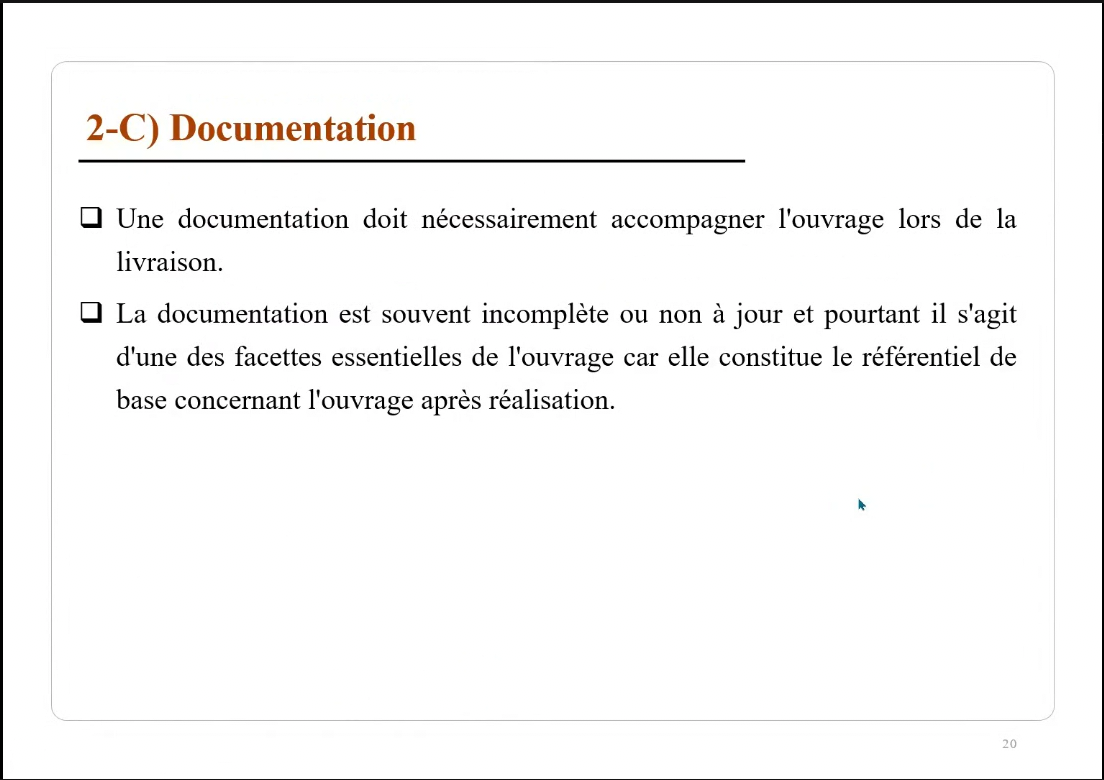 2-C) Documentation
Une documentation doit nécessairement accompagner l'ouvrage lors de la
livraison.
La documentation est souvent incomplète ou non à jour et pourtant il s'agit
d'une des facettes essentielles de l'ouvrage car elle constitue le référentiel de
base concernant l'ouvrage après réalisation.
20